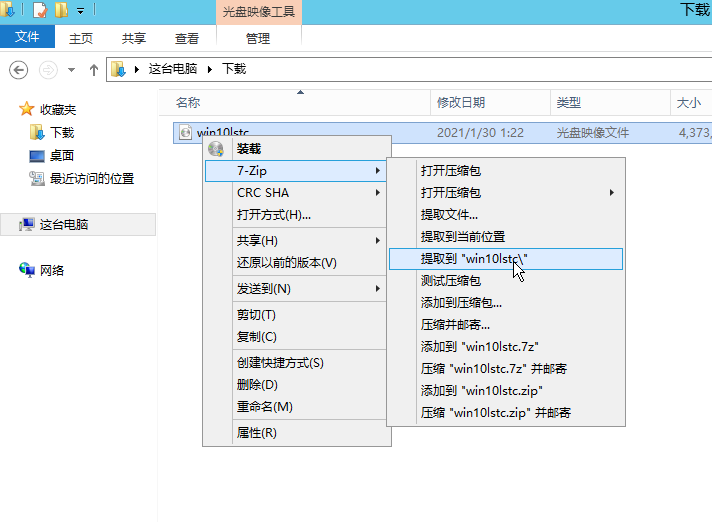 光盘映像工具
下载
文件
主页
共享
查看
管理
这台电脑
下载
名称
修改日期
类型
大小
收藏夹
下载
桌面
最近访问的位置
这台电脑
网络
win10lstc
2021/1/30 1:22
光盘映像文件
4,373,
装载
7-Zip
CRC SHA
打开方式(H)...
共享(H)
还原以前的版本(V)
发送到(N)
剪切(T)
复制(C)
创建快捷方式(S)
删除(D)
重命名(M)
属性(R)
打开压缩包
打开压缩包
提取文件...
提取到当前位置
提取到 "win10lstc\"
测试压缩包
添加到压缩包...
压缩并邮寄...
添加到 "win10lstc.7z"
压缩 "win10lstc.7z" 并邮寄
添加到 "win10lstc.zip"
压缩 "win10lstc.zip" 并邮寄